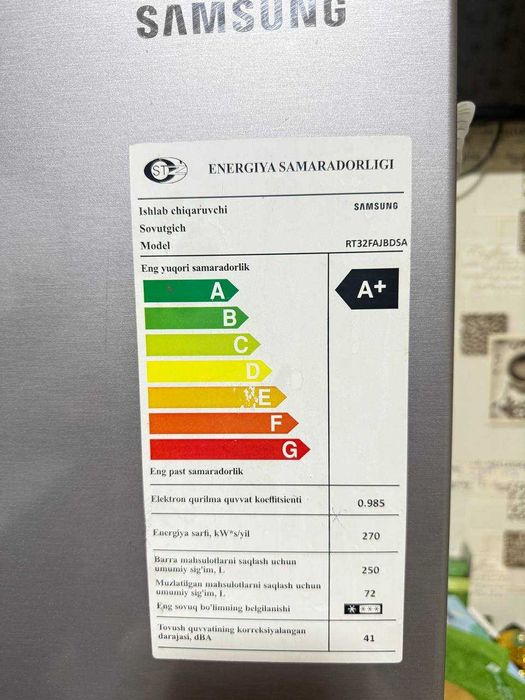 SAMSUNG
ST
ENERGIYA SAMARADORLIGI
Ishlab chiqaruvchi SAMSUNG
Sovutgich
Model RT32FAJBDSA
Eng yuqori samaradorlik
A A+
B
C
D
E
F
G
Eng past samaradorlik
Elektron qurilma quvvat koeffitsienti 0.985
Energiya sarfi, kW*s/yil 270
Barra mahsulotlarni saqlash uchun
umumiy sig'im, L 250
Muzlatilgan mahsulotlarni saqlash uchun
umumiy sig'im, L 72
Eng sovuq bo'limning belgilanishi * ***
Tovush quvvatining korreksiyalangan
darajasi, dBA 41